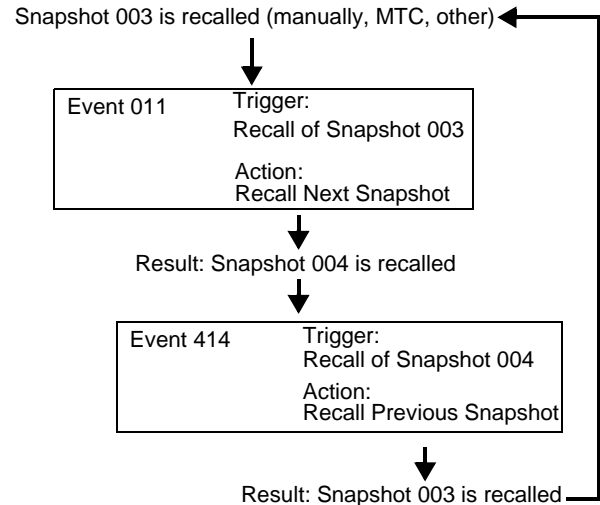 Snapshot 003 is recalled (manually, MTC, other)
Event 011
Trigger:
Recall of Snapshot 003
Action:
Recall Next Snapshot
Result: Snapshot 004 is recalled
Event 414
Trigger:
Recall of Snapshot 004
Action:
Recall Previous Snapshot
Result: Snapshot 003 is recalled